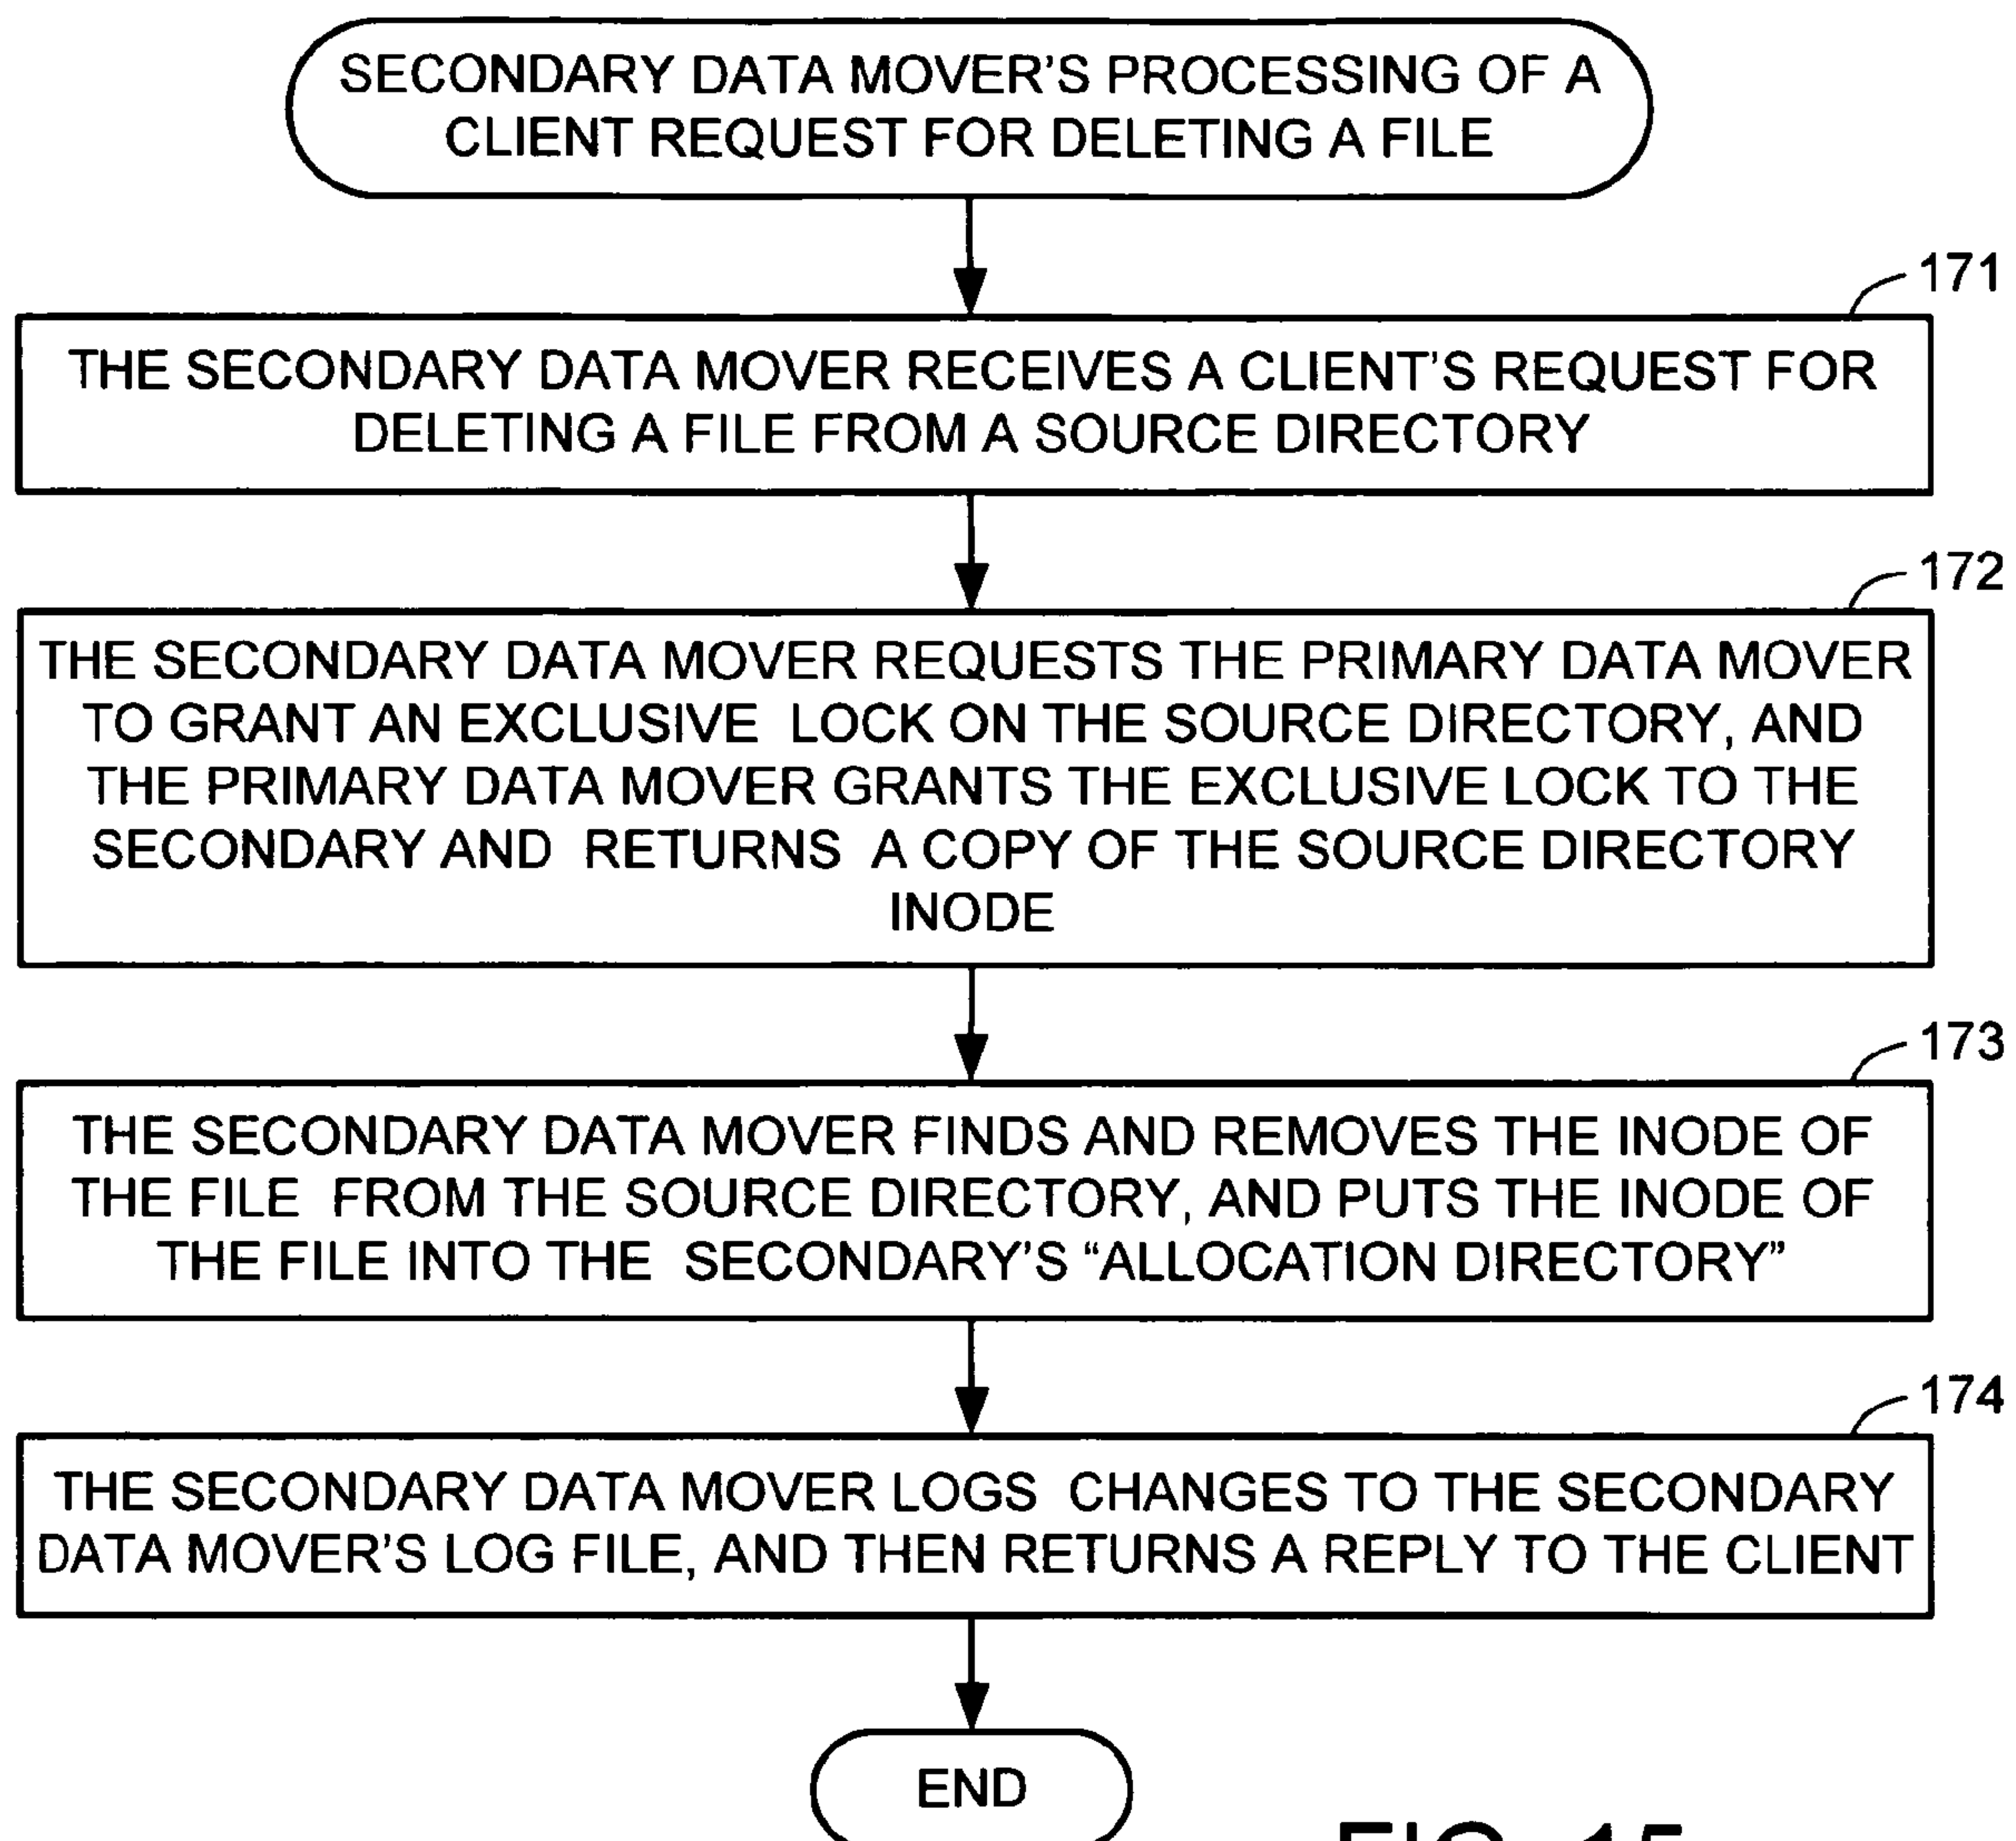 SECONDARY DATA MOVER’S PROCESSING OF A
CLIENT REQUEST FOR DELETING A FILE
171
THE SECONDARY DATA MOVER RECEIVES A CLIENT’S REQUEST FOR
DELETING A FILE FROM A SOURCE DIRECTORY
172
THE SECONDARY DATA MOVER REQUESTS THE PRIMARY DATA MOVER
TO GRANT AN EXCLUSIVE LOCK ON THE SOURCE DIRECTORY, AND
THE PRIMARY DATA MOVER GRANTS THE EXCLUSIVE LOCK TO THE
SECONDARY AND RETURNS A COPY OF THE SOURCE DIRECTORY
INODE
173
THE SECONDARY DATA MOVER FINDS AND REMOVES THE INODE OF
THE FILE FROM THE SOURCE DIRECTORY, AND PUTS THE INODE OF
THE FILE INTO THE SECONDARY’S “ALLOCATION DIRECTORY”
174
THE SECONDARY DATA MOVER LOGS CHANGES TO THE SECONDARY
DATA MOVER’S LOG FILE, AND THEN RETURNS A REPLY TO THE CLIENT
END
FIG. 15